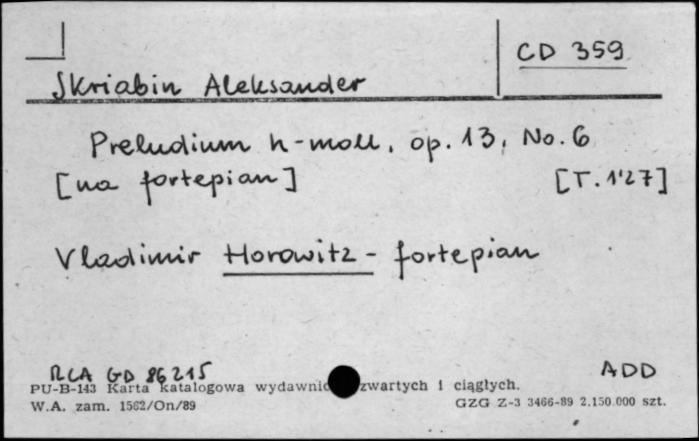 CD 359
Skriabin Aleksander
Preludium h-moll, op. 13, No. 6
[na fortepian] [T. 1'27]
Vladimir Horowitz - fortepian
RCA GD 86215 ADD
PU-B-143 Karta katalogowa wydawnic zwartych i ciągłych.
W.A. zam. 1562/On/89 GZG Z-3 3466-89 2.150.000 szt.